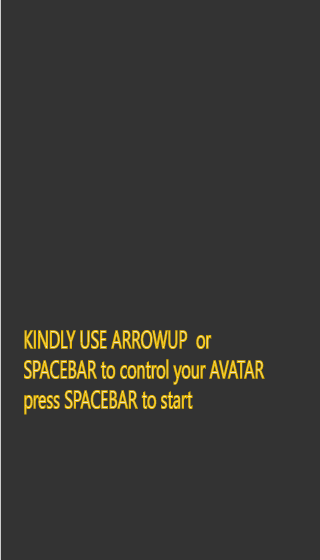 KINDLY USE ARROWUP  or
SPACEBAR to control your AVATAR
press SPACEBAR to start